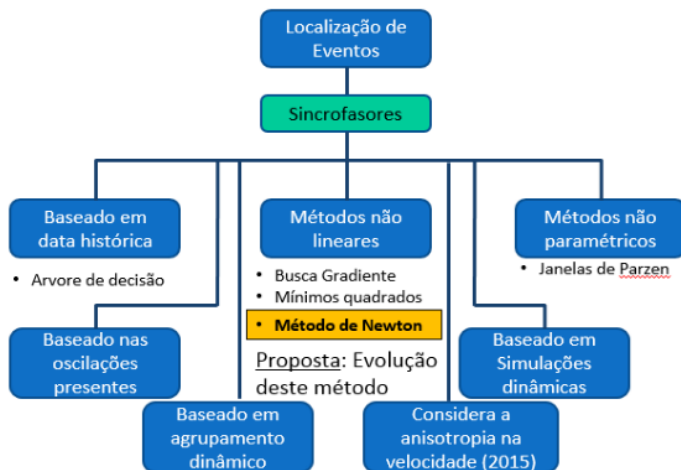 Localização de
Eventos
Sincrofasores
Baseado em
data histórica
• Arvore de decisão
Métodos não
lineares
• Busca Gradiente
• Mínimos quadrados
• Método de Newton
Proposta: Evolução
deste método
Métodos não
paramétricos
• Janelas de Parzen
Baseado nas
oscilações
presentes
Baseado em
Simulações
dinâmicas
Baseado em
agrupamento
dinâmico
Considera a
anisotropia na
velocidade (2015)